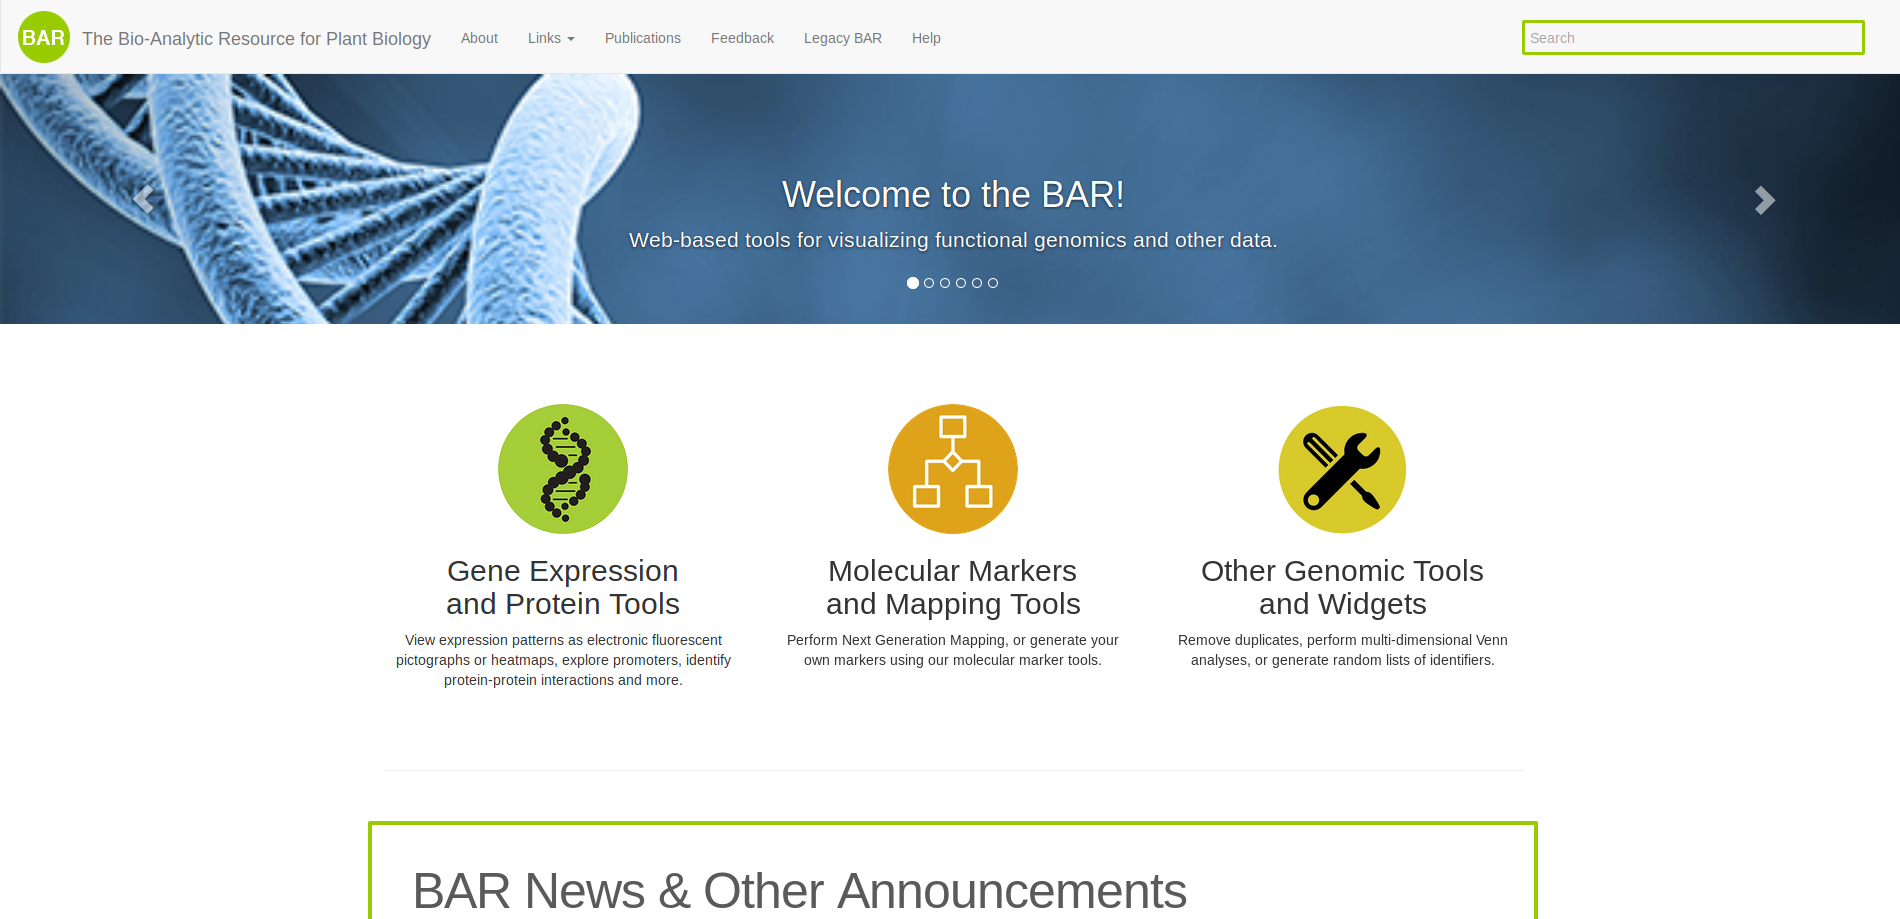 BAR The Bio-Analytic Resource for Plant Biology About Links Publications Feedback Legacy BAR Help Search
Welcome to the BAR!
Web-based tools for visualizing functional genomics and other data.
Gene Expression
and Protein Tools
View expression patterns as electronic fluorescent
pictographs or heatmaps, explore promoters, identify
protein-protein interactions and more.
Molecular Markers
and Mapping Tools
Perform Next Generation Mapping, or generate your
own markers using our molecular marker tools.
Other Genomic Tools
and Widgets
Remove duplicates, perform multi-dimensional Venn
analyses, or generate random lists of identifiers.
BAR News & Other Announcements